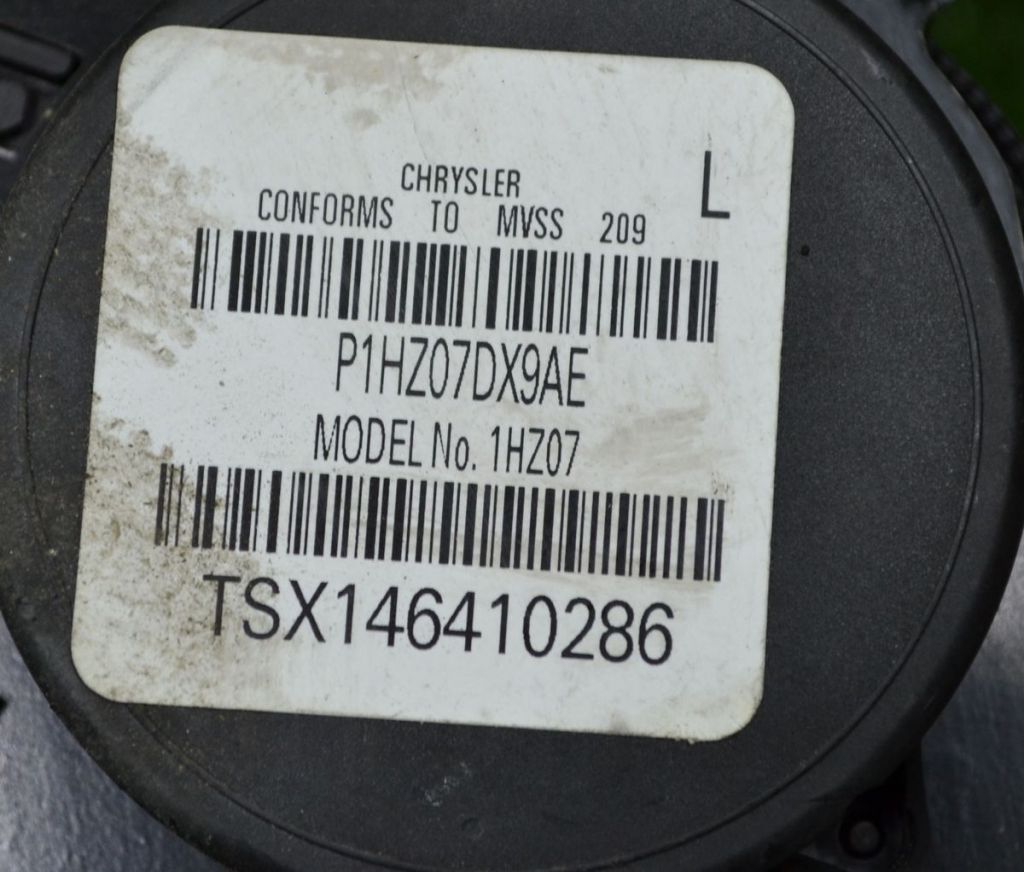 CHRYSLER
L
CONFORMS TO MVSS 209
P1HZ07DX9AE
MODEL No. 1HZ07
TSX146410286